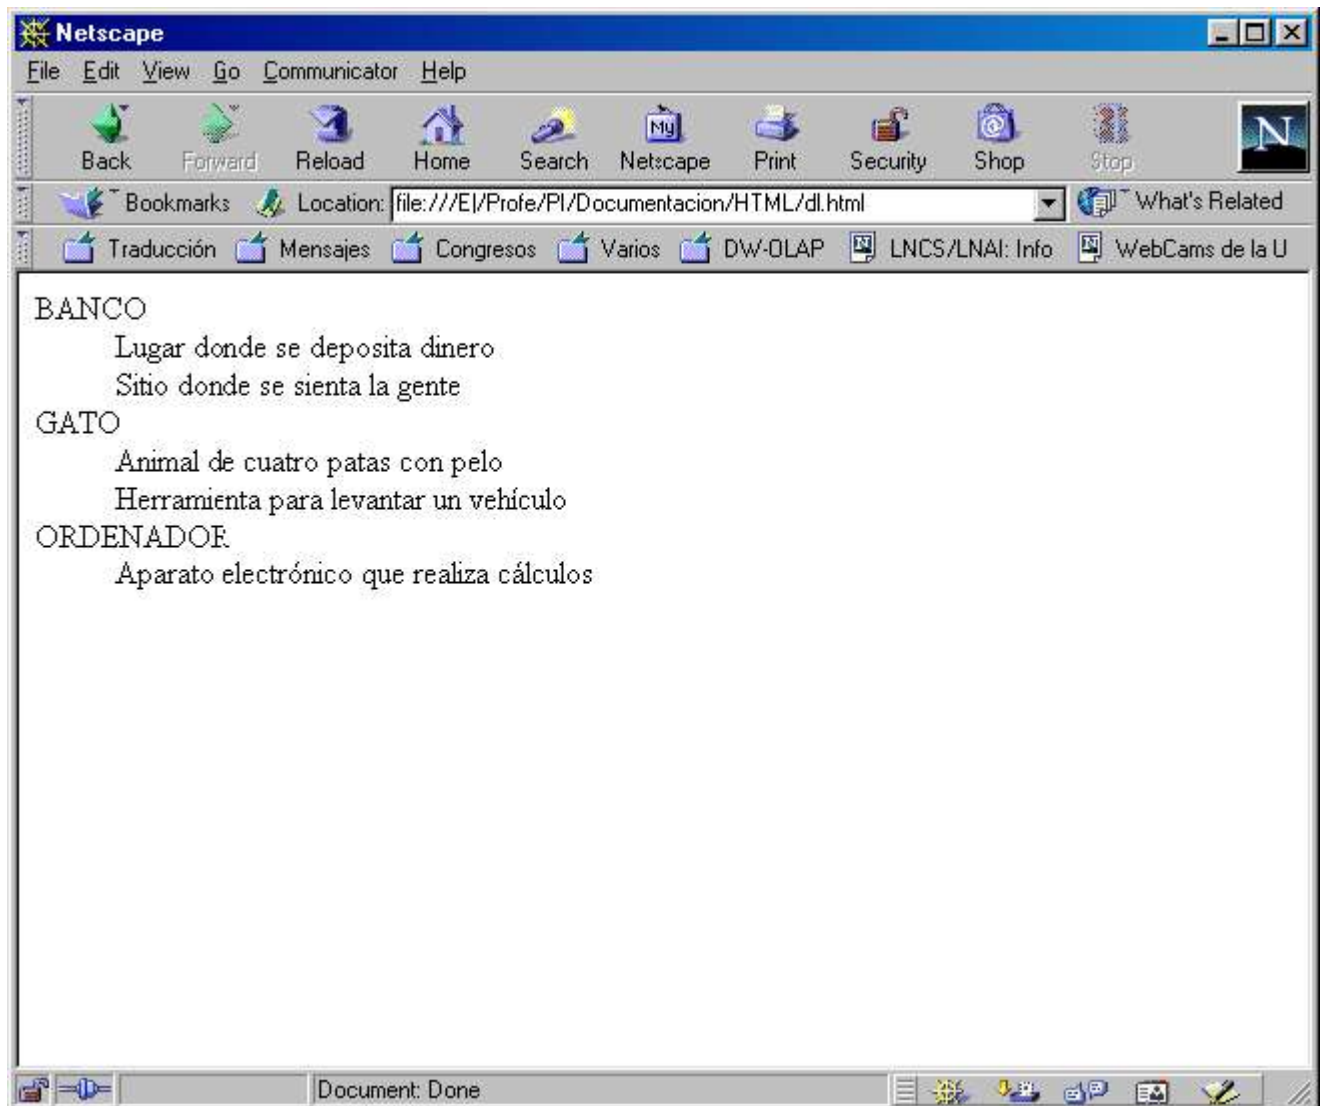 Netscape
File Edit View Go Communicator Help
Back Forward Reload Home Search Netscape Print Security Shop Stop
My
N
Bookmarks Location: file:///E|/Profe/PI/Documentacion/HTML/dl.html What's Related
Traducción Mensajes Congresos Varios DW-OLAP LNCS/LNAI: Info WebCams de la U
BANCO
Lugar donde se deposita dinero
Sitio donde se sienta la gente
GATO
Animal de cuatro patas con pelo
Herramienta para levantar un vehículo
ORDENADOR
Aparato electrónico que realiza cálculos
Document: Done